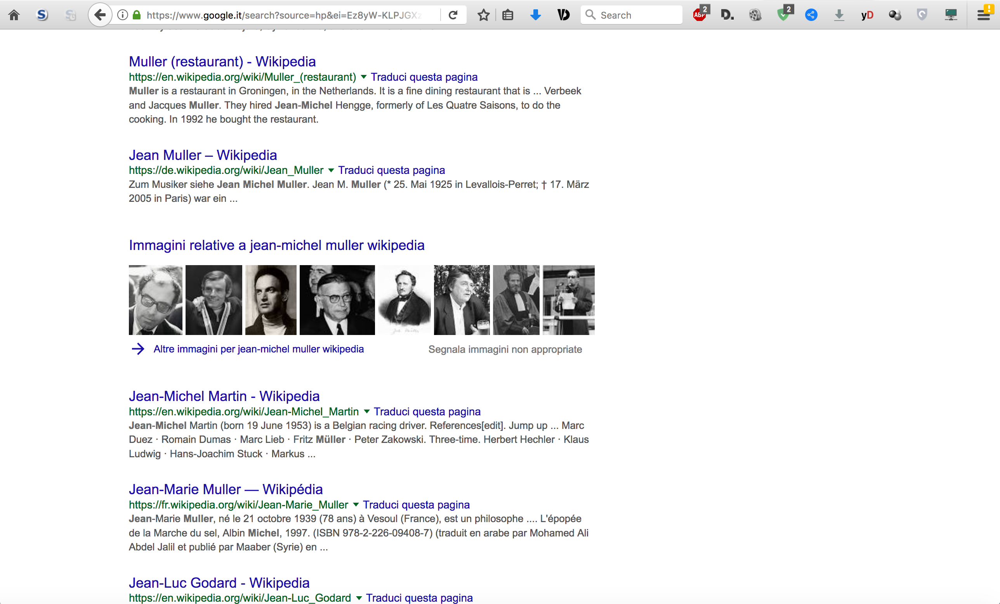 https://www.google.it/search?source=hp&ei=Ez8yW-KLPJGXz
Search
ABP
2
D.
2
yD
Muller (restaurant) - Wikipedia
https://en.wikipedia.org/wiki/Muller_(restaurant) Traduci questa pagina
Muller is a restaurant in Groningen, in the Netherlands. It is a fine dining restaurant that is ... Verbeek
and Jacques Muller. They hired Jean-Michel Hengge, formerly of Les Quatre Saisons, to do the
cooking. In 1992 he bought the restaurant.
Jean Muller – Wikipedia
https://de.wikipedia.org/wiki/Jean_Muller Traduci questa pagina
Zum Musiker siehe Jean Michel Muller. Jean M. Muller (* 25. Mai 1925 in Levallois-Perret; † 17. März
2005 in Paris) war ein ...
Immagini relative a jean-michel muller wikipedia
Altre immagini per jean-michel muller wikipedia
Segnala immagini non appropriate
Jean-Michel Martin - Wikipedia
https://en.wikipedia.org/wiki/Jean-Michel_Martin Traduci questa pagina
Jean-Michel Martin (born 19 June 1953) is a Belgian racing driver. References[edit]. Jump up ... Marc
Duez · Romain Dumas · Marc Lieb · Fritz Müller · Peter Zakowski. Three-time. Herbert Hechler · Klaus
Ludwig · Hans-Joachim Stuck · Markus ...
Jean-Marie Muller — Wikipédia
https://fr.wikipedia.org/wiki/Jean-Marie_Muller Traduci questa pagina
Jean-Marie Muller, né le 21 octobre 1939 (78 ans) à Vesoul (France), est un philosophe .... L'épopée
de la Marche du sel, Albin Michel, 1997. (ISBN 978-2-226-09408-7) (traduit en arabe par Mohamed Ali
Abdel Jalil et publié par Maaber (Syrie) en ...
Jean-Luc Godard - Wikipedia
https://en.wikipedia.org/wiki/Jean-Luc_Godard Traduci questa pagina